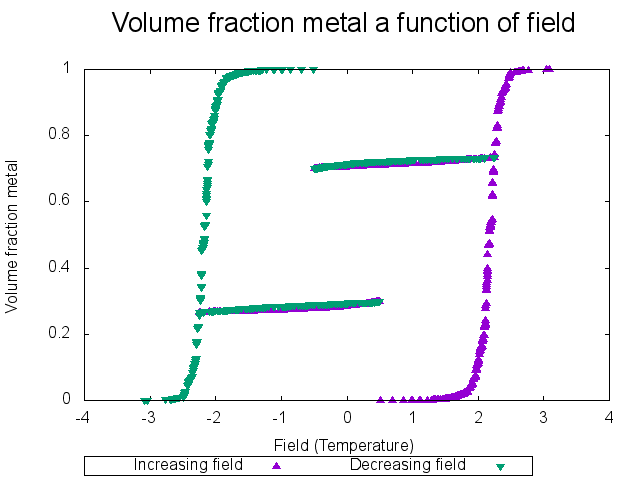 Volume fraction metal a function of field
1
0.8
0.6
0.4
0.2
0
Volume fraction metal
-4 -3 -2 -1 0 1 2 3 4
Field (Temperature)
Increasing field Decreasing field